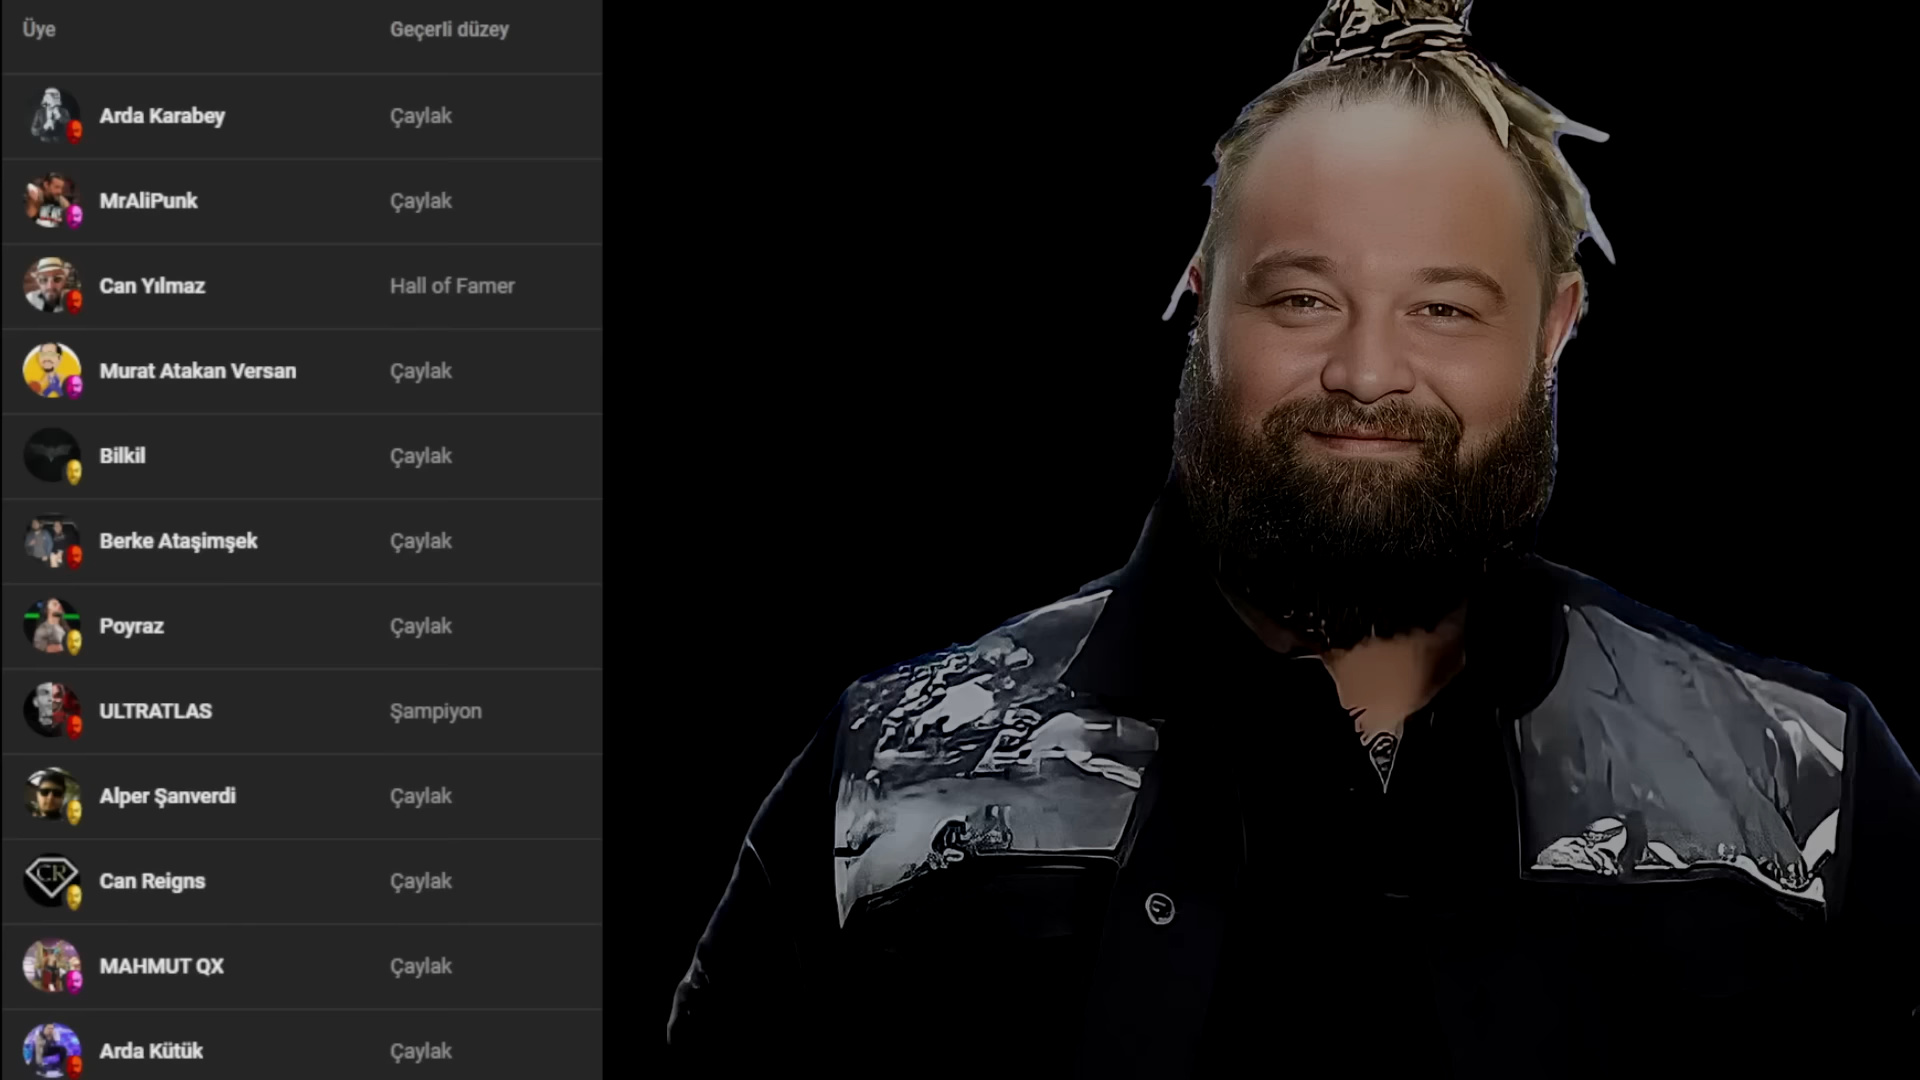 Üye Geçerli düzey
Arda Karabey Çaylak
MrAliPunk Çaylak
Can Yılmaz Hall of Famer
Murat Atakan Versan Çaylak
Bilkil Çaylak
Berke Ataşimşek Çaylak
Poyraz Çaylak
ULTRATLAS Şampiyon
Alper Şanverdi Çaylak
CR
Can Reigns Çaylak
MAHMUT QX Çaylak
Arda Kütük Çaylak